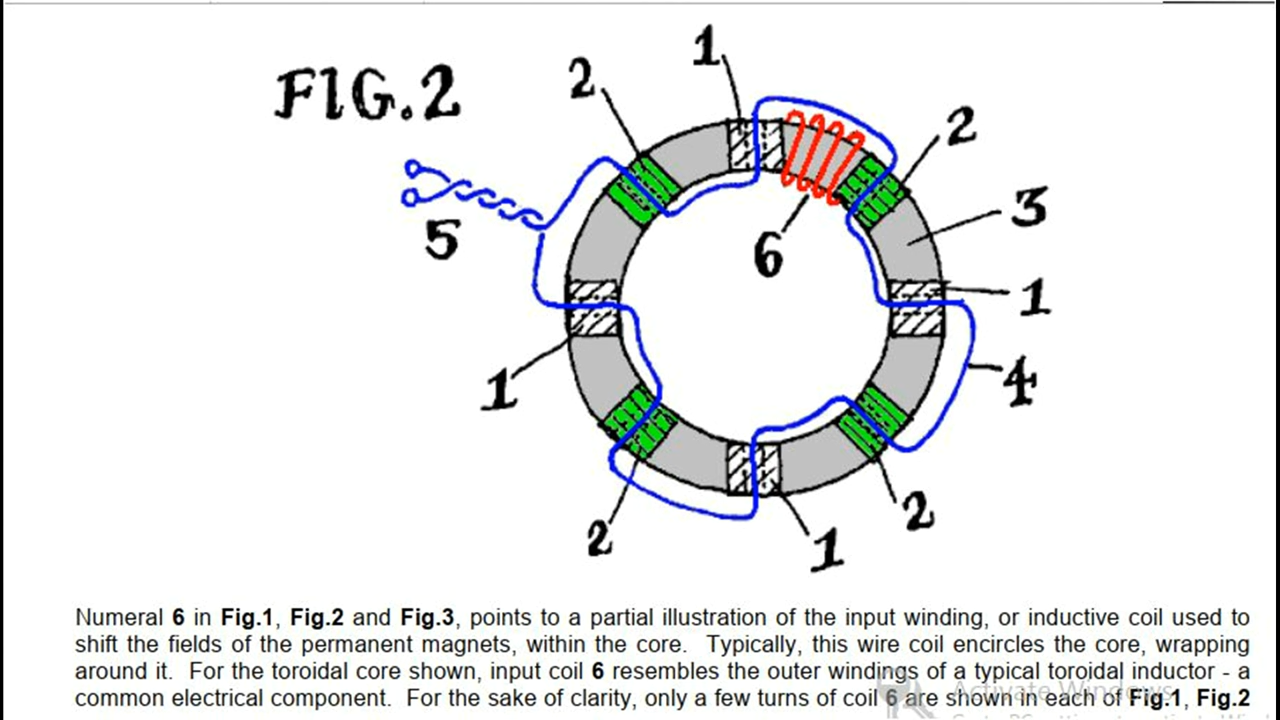 FIG.2
1
2
2
3
5
6
1
4
1
2
2
1
Numeral 6 in Fig.1, Fig.2 and Fig.3, points to a partial illustration of the input winding, or inductive coil used to
shift the fields of the permanent magnets, within the core. Typically, this wire coil encircles the core, wrapping
around it. For the toroidal core shown, input coil 6 resembles the outer windings of a typical toroidal inductor - a
common electrical component. For the sake of clarity, only a few turns of coil 6 are shown in each of Fig.1, Fig.2
Activate Windows